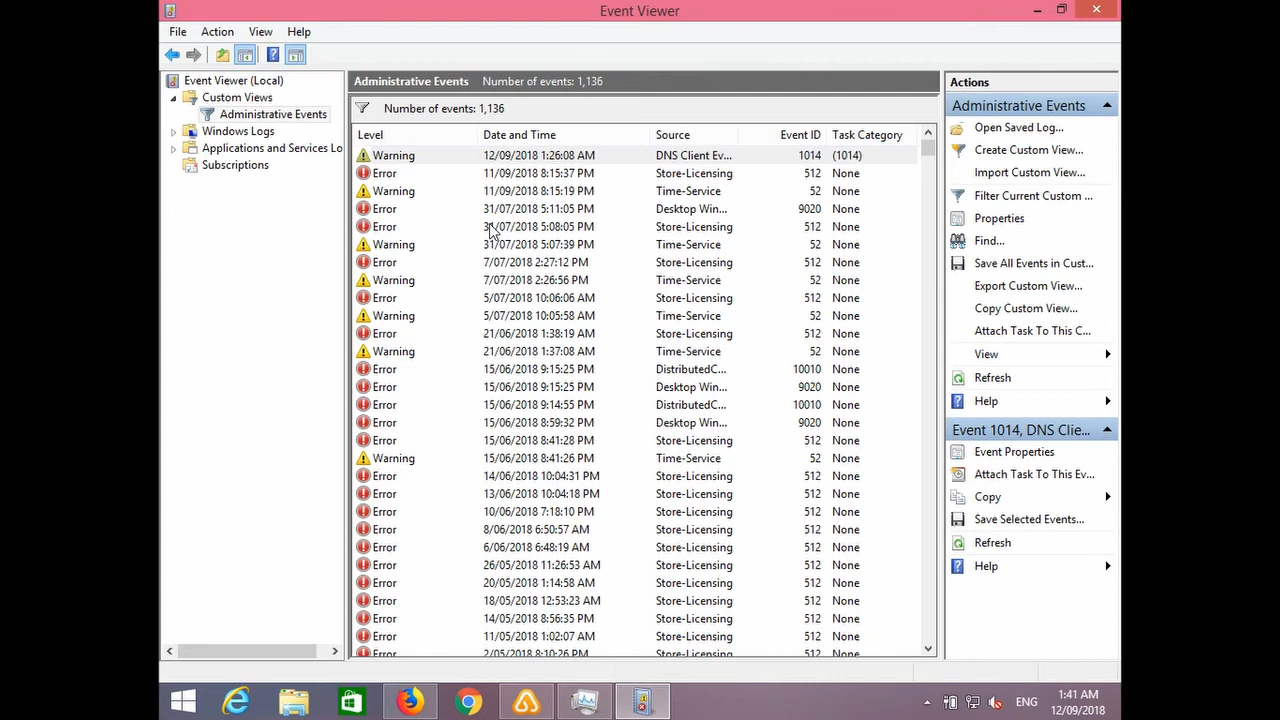 Event Viewer
File Action View Help
Event Viewer (Local)
Custom Views
Administrative Events
Windows Logs
Applications and Services Lo
Subscriptions
Administrative Events Number of events: 1,136
Number of events: 1,136
Level Date and Time Source Event ID Task Category
Warning 12/09/2018 1:26:08 AM DNS Client Ev... 1014 (1014)
Error 11/09/2018 8:15:37 PM Store-Licensing 512 None
Warning 11/09/2018 8:15:19 PM Time-Service 52 None
Error 31/07/2018 5:11:05 PM Desktop Win... 9020 None
Error 31/07/2018 5:08:05 PM Store-Licensing 512 None
Warning 31/07/2018 5:07:39 PM Time-Service 52 None
Error 7/07/2018 2:27:12 PM Store-Licensing 512 None
Warning 7/07/2018 2:26:56 PM Time-Service 52 None
Error 5/07/2018 10:06:06 AM Store-Licensing 512 None
Warning 5/07/2018 10:05:58 AM Time-Service 52 None
Error 21/06/2018 1:38:19 AM Store-Licensing 512 None
Warning 21/06/2018 1:37:08 AM Time-Service 52 None
Error 15/06/2018 9:15:25 PM DistributedC... 10010 None
Error 15/06/2018 9:15:25 PM Desktop Win... 9020 None
Error 15/06/2018 9:14:55 PM DistributedC... 10010 None
Error 15/06/2018 8:59:32 PM Desktop Win... 9020 None
Error 15/06/2018 8:41:28 PM Store-Licensing 512 None
Warning 15/06/2018 8:41:26 PM Time-Service 52 None
Error 14/06/2018 10:04:31 PM Store-Licensing 512 None
Error 13/06/2018 10:04:18 PM Store-Licensing 512 None
Error 10/06/2018 7:18:10 PM Store-Licensing 512 None
Error 8/06/2018 6:50:57 AM Store-Licensing 512 None
Error 6/06/2018 6:48:19 AM Store-Licensing 512 None
Error 26/05/2018 11:26:53 AM Store-Licensing 512 None
Error 20/05/2018 1:14:58 AM Store-Licensing 512 None
Error 18/05/2018 12:53:23 AM Store-Licensing 512 None
Error 14/05/2018 8:56:35 PM Store-Licensing 512 None
Error 11/05/2018 1:02:07 AM Store-Licensing 512 None
Error 2/05/2018 8:10:26 PM Store-Licensing 512 None
Actions
Administrative Events
Open Saved Log...
Create Custom View...
Import Custom View...
Filter Current Custom ...
Properties
Find...
Save All Events in Cust...
Export Custom View...
Copy Custom View...
Attach Task To This C...
View
Refresh
Help
Event 1014, DNS Clie...
Event Properties
Attach Task To This Ev...
Copy
Save Selected Events...
Refresh
Help
ENG
1:41 AM
12/09/2018